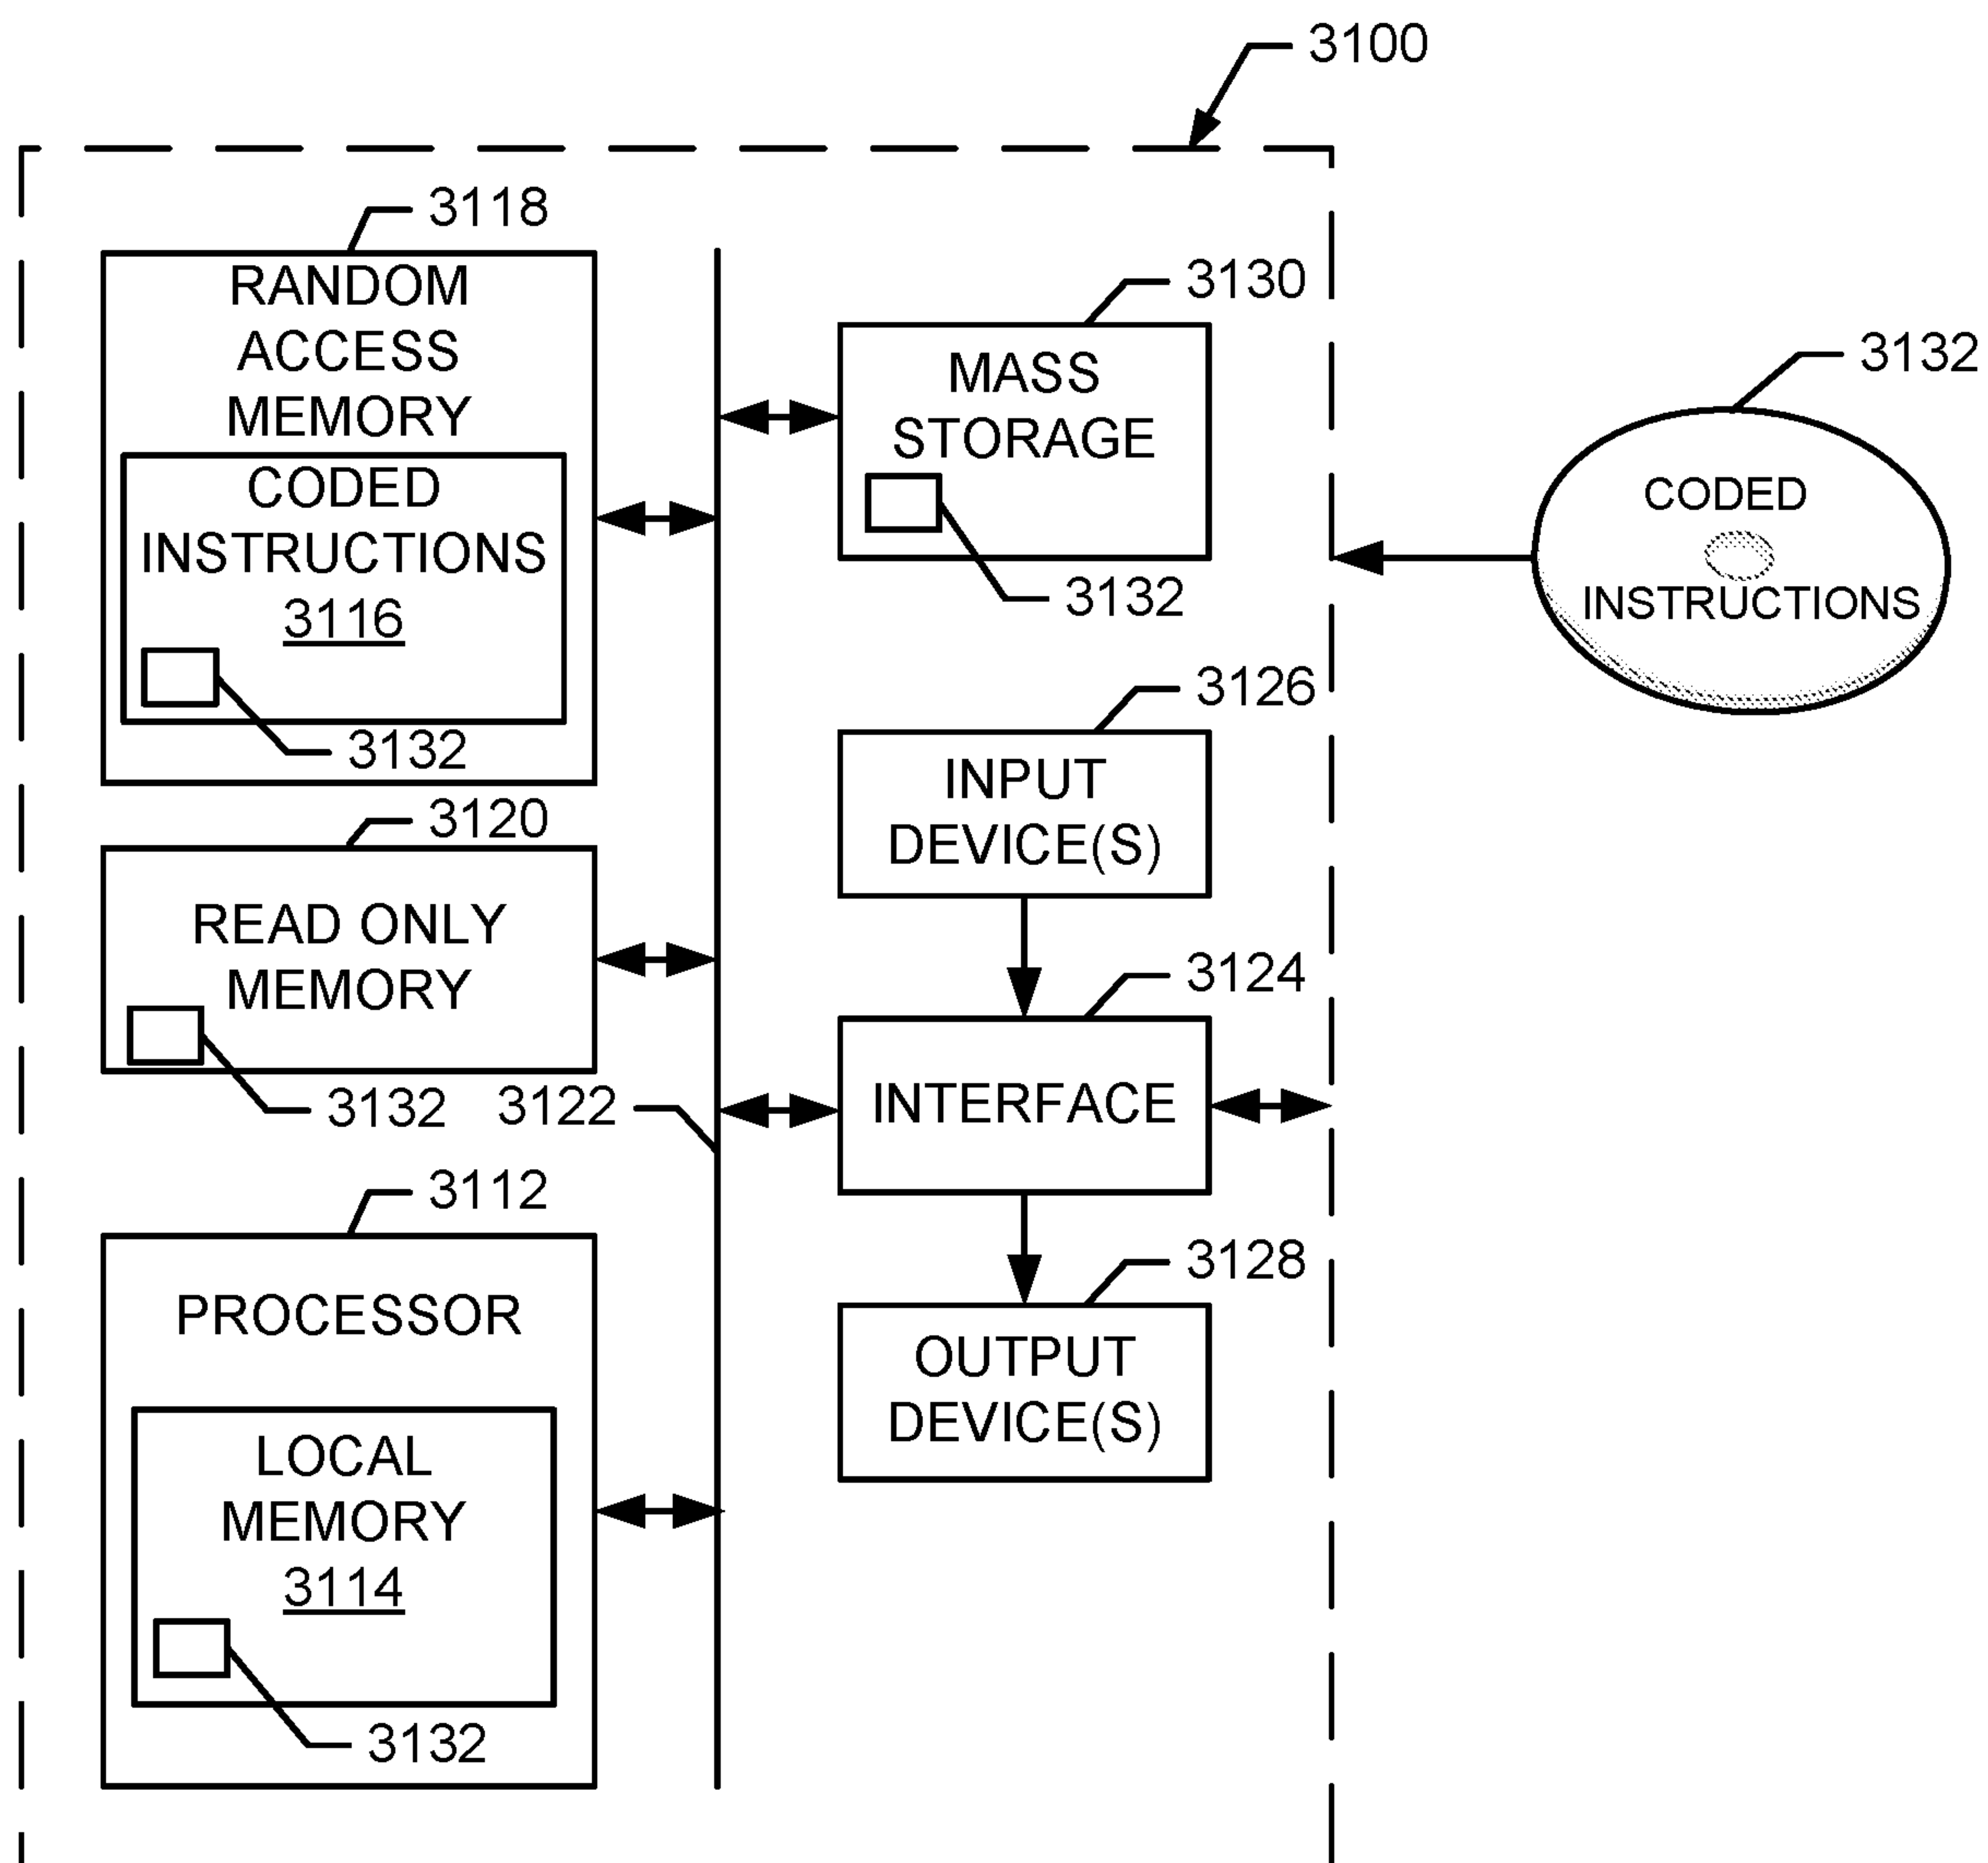 3100
3118
RANDOM
ACCESS
MEMORY
CODED
INSTRUCTIONS
3116
3132
3120
READ ONLY
MEMORY
3132
3122
3112
PROCESSOR
LOCAL
MEMORY
3114
3132
3130
MASS
STORAGE
3132
3126
INPUT
DEVICE(S)
3124
INTERFACE
3128
OUTPUT
DEVICE(S)
3132
CODED
INSTRUCTIONS